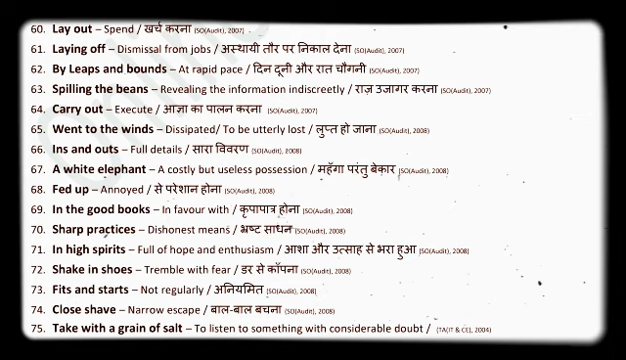 60. Lay out – Spend / खर्च करना (SO(Audit), 2007)
61. Laying off – Dismissal from jobs / अस्थायी तौर पर निकाल देना (SO(Audit), 2007)
62. By Leaps and bounds – At rapid pace / दिन दूनी और रात चौगनी (SO(Audit), 2007)
63. Spilling the beans – Revealing the information indiscreetly / राज़ उजागर करना (SO(Audit), 2007)
64. Carry out – Execute / आज्ञा का पालन करना (SO(Audit), 2007)
65. Went to the winds – Dissipated/ To be utterly lost / लुप्त हो जाना (SO(Audit), 2008)
66. Ins and outs – Full details / सारा विवरण (SO(Audit), 2008)
67. A white elephant – A costly but useless possession / महँगा परंतु बेकार (SO(Audit), 2008)
68. Fed up – Annoyed / से परेशान होना (SO(Audit), 2008)
69. In the good books – In favour with / कृपापात्र होना (SO(Audit), 2008)
70. Sharp practices – Dishonest means / भ्रष्ट साधन (SO(Audit), 2008)
71. In high spirits – Full of hope and enthusiasm / आशा और उत्साह से भरा हुआ (SO(Audit), 2008)
72. Shake in shoes – Tremble with fear / डर से काँपना (SO(Audit), 2008)
73. Fits and starts – Not regularly / अनियमित (SO(Audit), 2008)
74. Close shave – Narrow escape / बाल-बाल बचना (SO(Audit), 2008)
75. Take with a grain of salt – To listen to something with considerable doubt / (TA(IT & CE), 2004)